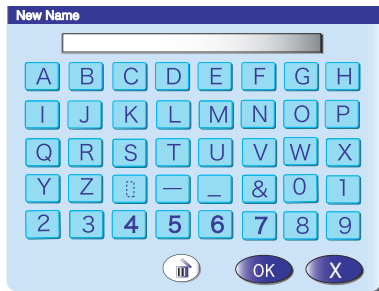 New Name
A B C D E F G H
I J K L M N O P
Q R S T U V W X
Y Z — _ & 0 1
2 3 4 5 6 7 8 9
OK X